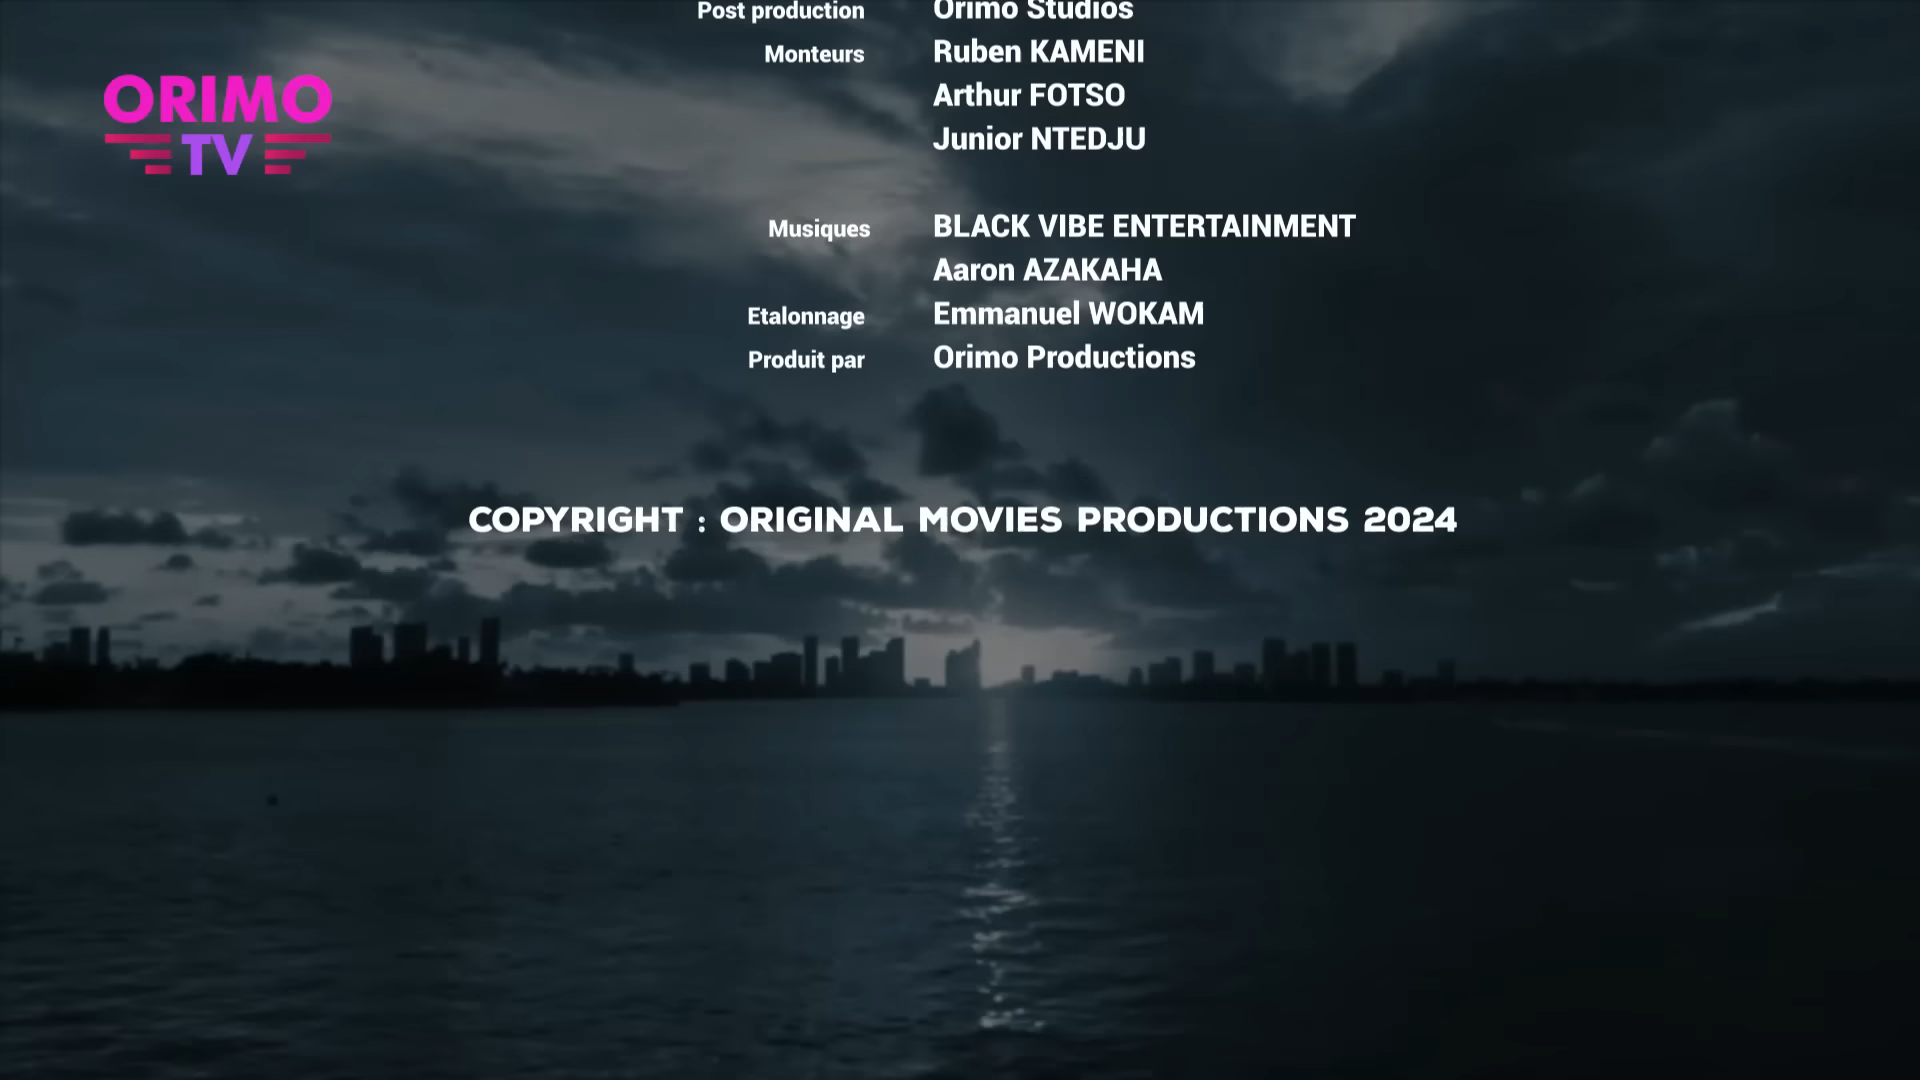 Post production Orimo Studios
Monteurs Ruben KAMENI
Arthur FOTSO
Junior NTEDJU
ORIMO
TV
Musiques BLACK VIBE ENTERTAINMENT
Aaron AZAKAHA
Etalonnage Emmanuel WOKAM
Produit par Orimo Productions
COPYRIGHT : ORIGINAL MOVIES PRODUCTIONS 2024